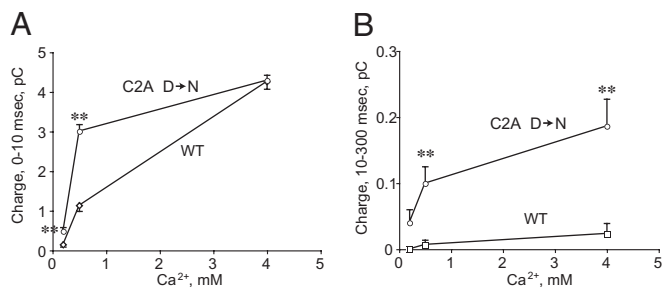 A
Charge, 0-10 msec, pC
5
4
3
2
1
0
0
1
2
3
4
5
Ca²⁺, mM
**
**
C2A D→N
WT
B
Charge, 10-300 msec, pC
0.3
0.2
0.1
0
0
1
2
3
4
5
Ca²⁺, mM
**
**
C2A D→N
WT